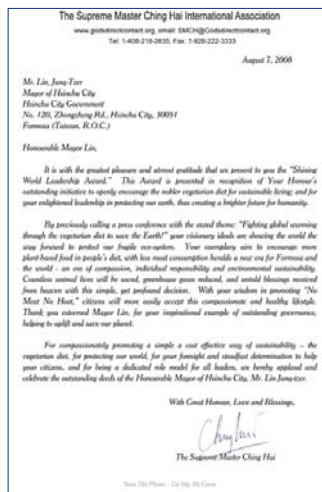 The Supreme Master Ching Hai International Association
www.godsdirectcontact.org, email: SMCH@Godsdirectcontact.org
Tel: 1-408-218-2635; Fax: 1-928-222-3333
August 7, 2008
Mr. Lin, Junq-Tzer
Mayor of Hsinchu City
Hsinchu City Government
No. 120, Zhongzheng Rd., Hsinchu City, 30051
Formosa (Taiwan, R.O.C.)
Honourable Mayor Lin,
It is with the greatest pleasure and utmost gratitude that we present to you the "Shining
World Leadership Award." This Award is presented in recognition of Your Honour's
outstanding initiative to openly encourage the nobler vegetarian diet for sustainable living; and for
your enlightened leadership in protecting our earth, thus creating a brighter future for humanity.
By previously calling a press conference with the stated theme: "Fighting global warming
through the vegetarian diet to save the Earth!" your visionary ideals are showing the world the
way forward to protect our fragile eco-system. Your exemplary aim to encourage more
plant-based food in people's diet, with less meat consumption heralds a new era for Formosa and
the world - an era of compassion, individual responsibility and environmental sustainability.
Countless animal lives will be saved, greenhouse gases reduced, and untold blessings received
from heaven with this simple, yet profound decision. With your wisdom in promoting "No
Meat No Heat," citizens will more easily accept this compassionate and healthy lifestyle.
Thank you esteemed Mayor Lin, for your inspirational example of outstanding governance,
helping to uplift and save our planet.
For compassionately promoting a simple a cost effective way of sustainability – the
vegetarian diet, for protecting our world, for your foresight and steadfast determination to help
your citizens, and for being a dedicated role model for all leaders, we hereby applaud and
celebrate the outstanding deeds of the Honourable Mayor of Hsinchu City, Mr. Lin Junq-tzer.
With Great Honour, Love and Blessings,
The Supreme Master Ching Hai
Save The Planet - Go Veg, Be Green